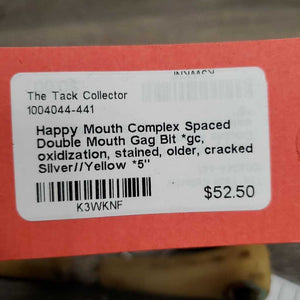 The Tack Collector
1004044-441
Happy Mouth Complex Spaced
Double Mouth Gag Bit *gc,
oxidization, stained, older, cracked
Silver//Yellow *5"
$52.50
K3WKNF